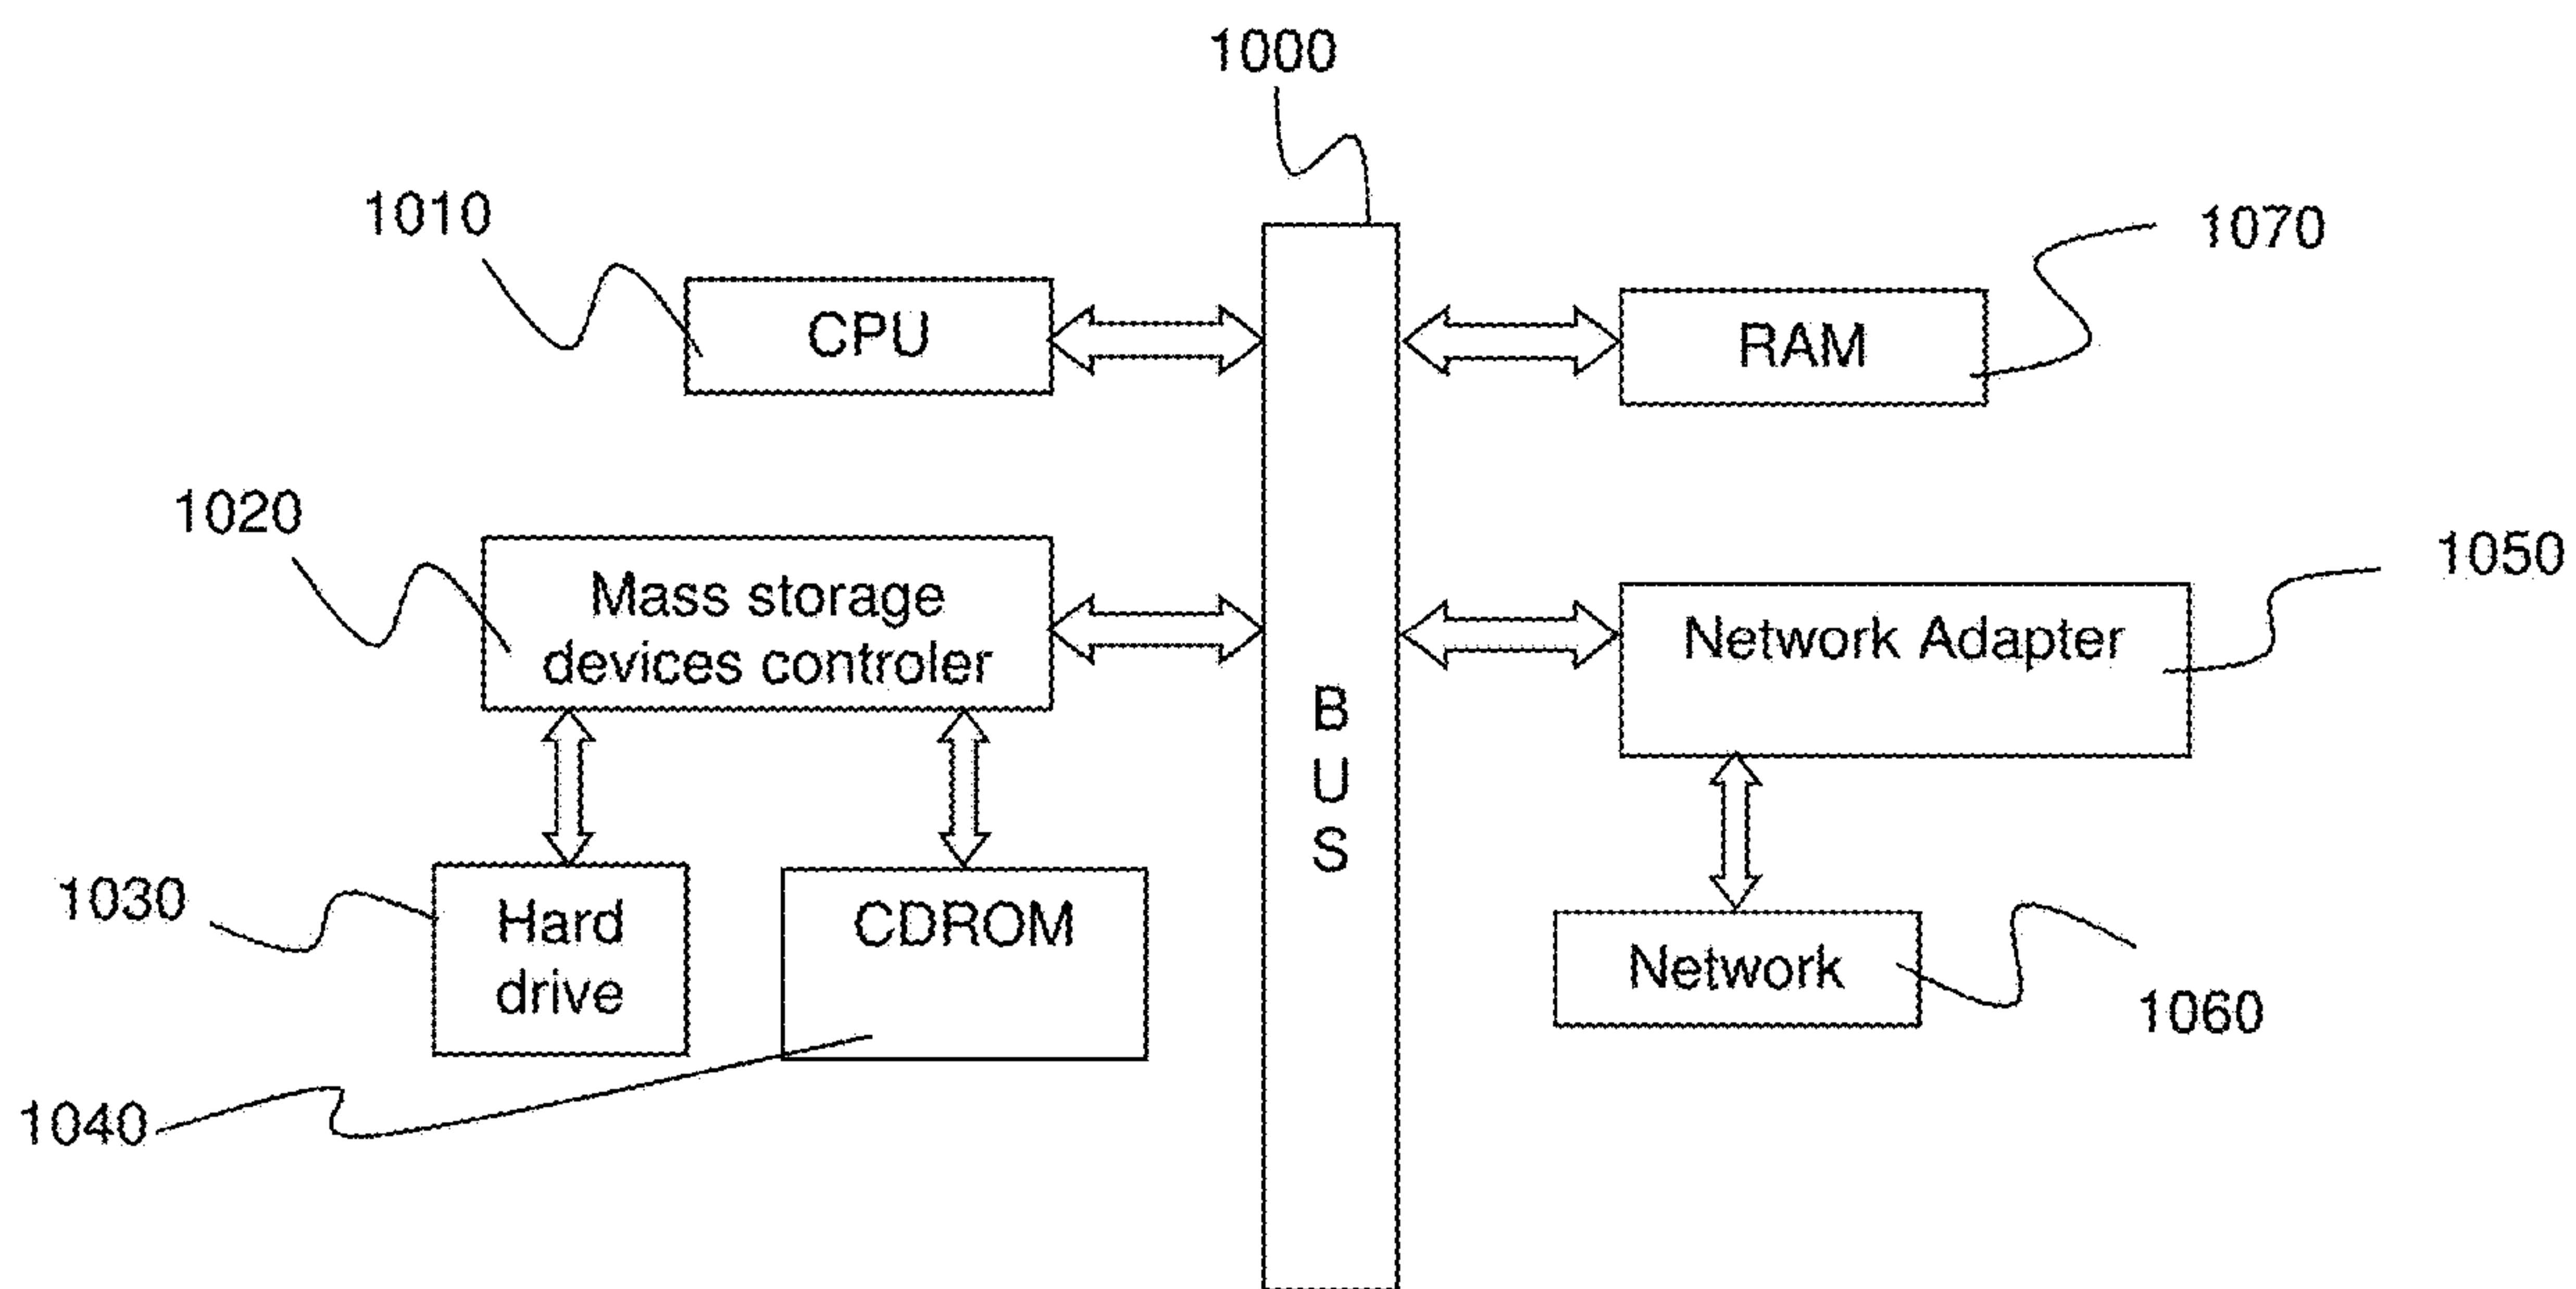 1000
1010
1070
CPU
RAM
1020
1050
Mass storage
devices controler
Network Adapter
B
U
S
1030
Hard
drive
CDROM
Network
1060
1040